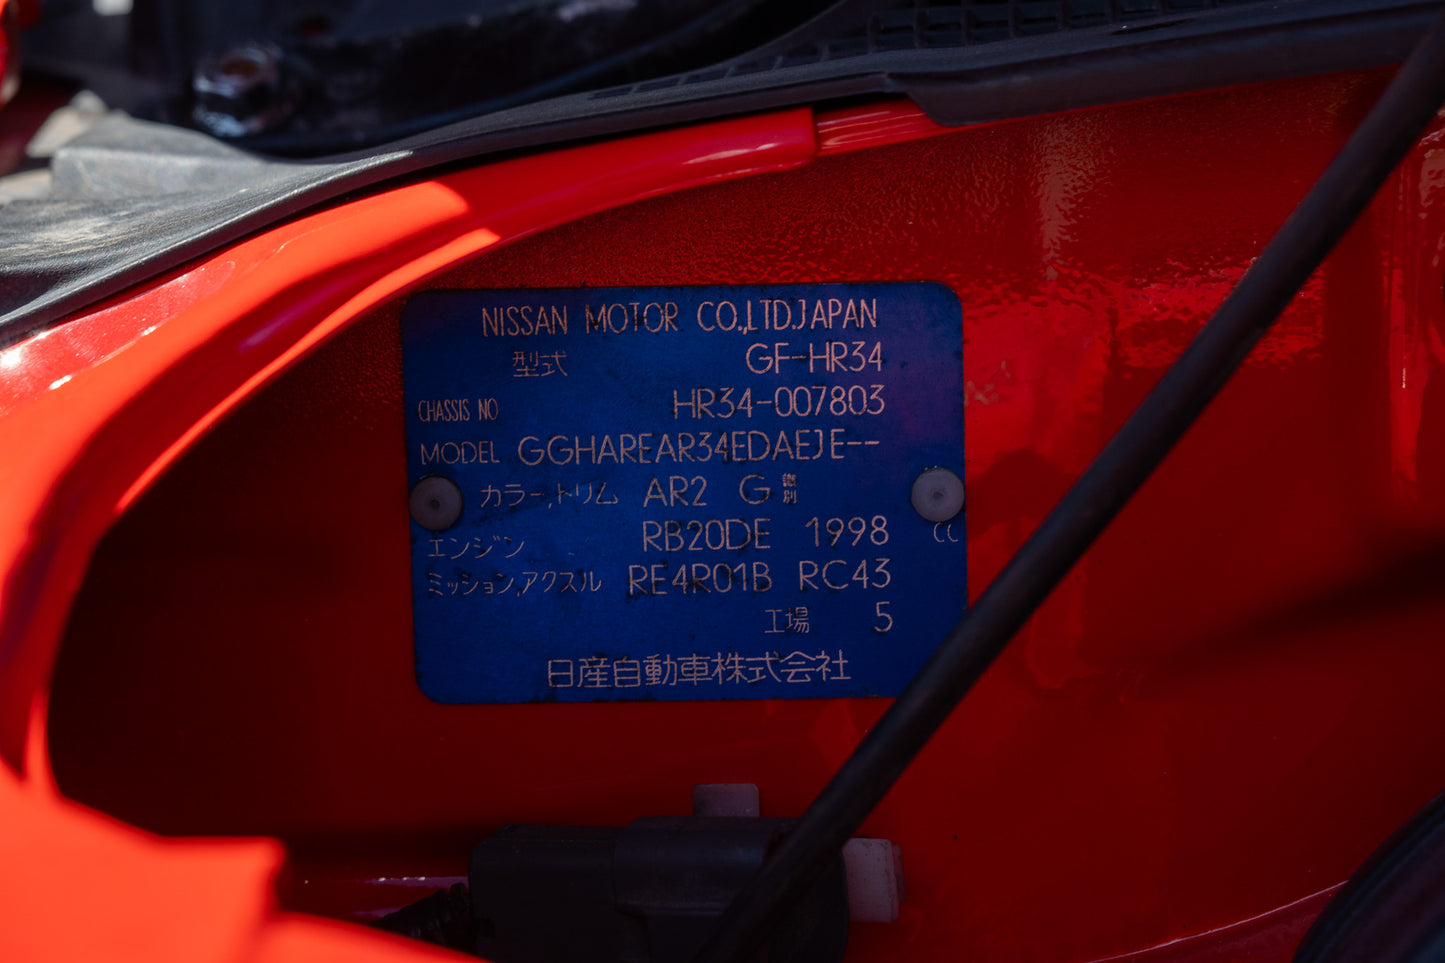 NISSAN MOTOR CO.,LTD.JAPAN
型式 GF-HR34
CHASSIS NO HR34-007803
MODEL GGHAREAR34EDAEJE--
カラー,トリム AR2 G 識別
エンジン RB20DE 1998 CC
ミッション,アクスル RE4R01B RC43
工場 5
日産自動車株式会社